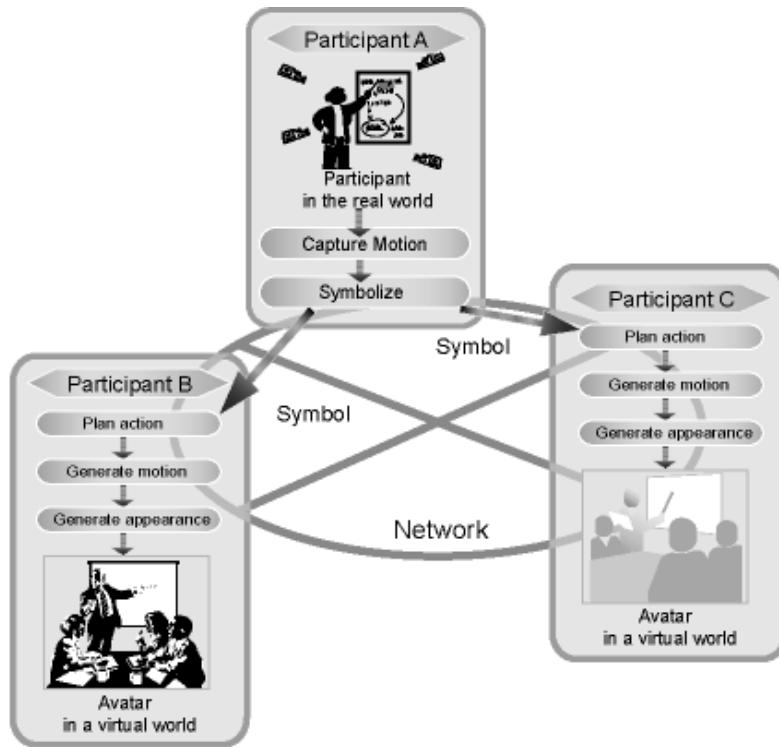 Participant A
Participant
in the real world
Capture Motion
Symbolize
Participant C
Plan action
Generate motion
Generate appearance
Avatar
in a virtual world
Symbol
Symbol
Network
Participant B
Plan action
Generate motion
Generate appearance
Avatar
in a virtual world